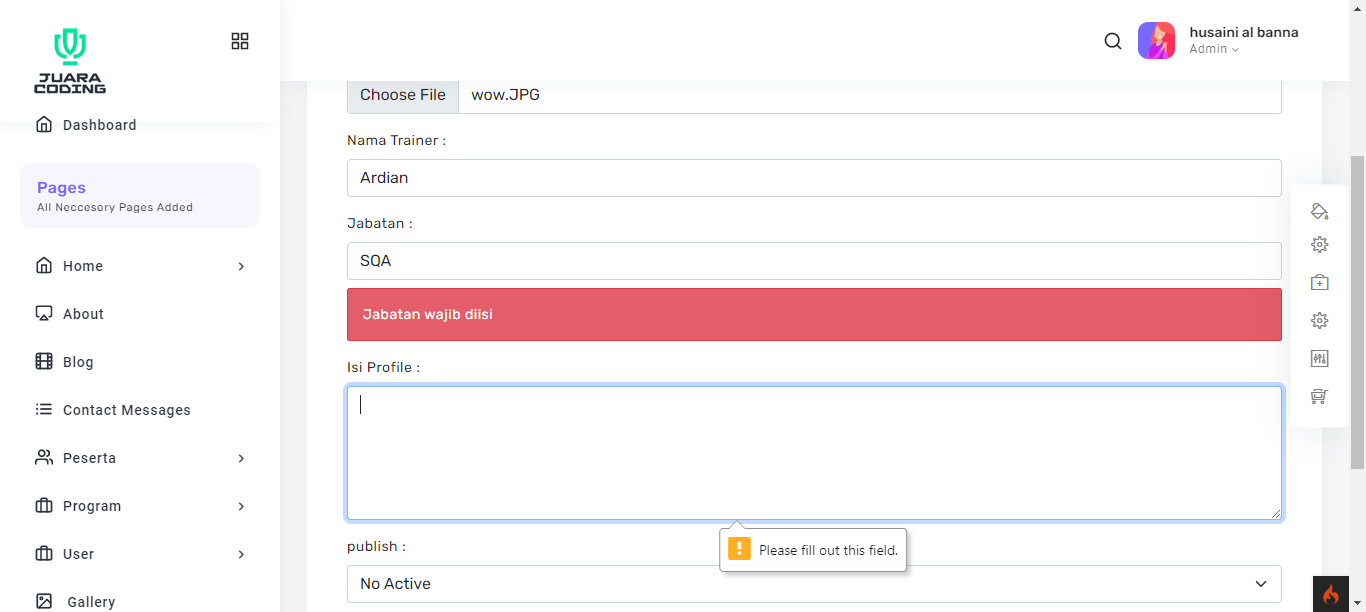 JUARA
CODING
husaini al banna
Admin
Dashboard
Pages
All Neccesory Pages Added
Home
About
Blog
Contact Messages
Peserta
Program
User
Gallery
Choose File wow.JPG
Nama Trainer :
Ardian
Jabatan :
SQA
Jabatan wajib diisi
Isi Profile :
Please fill out this field.
publish :
No Active